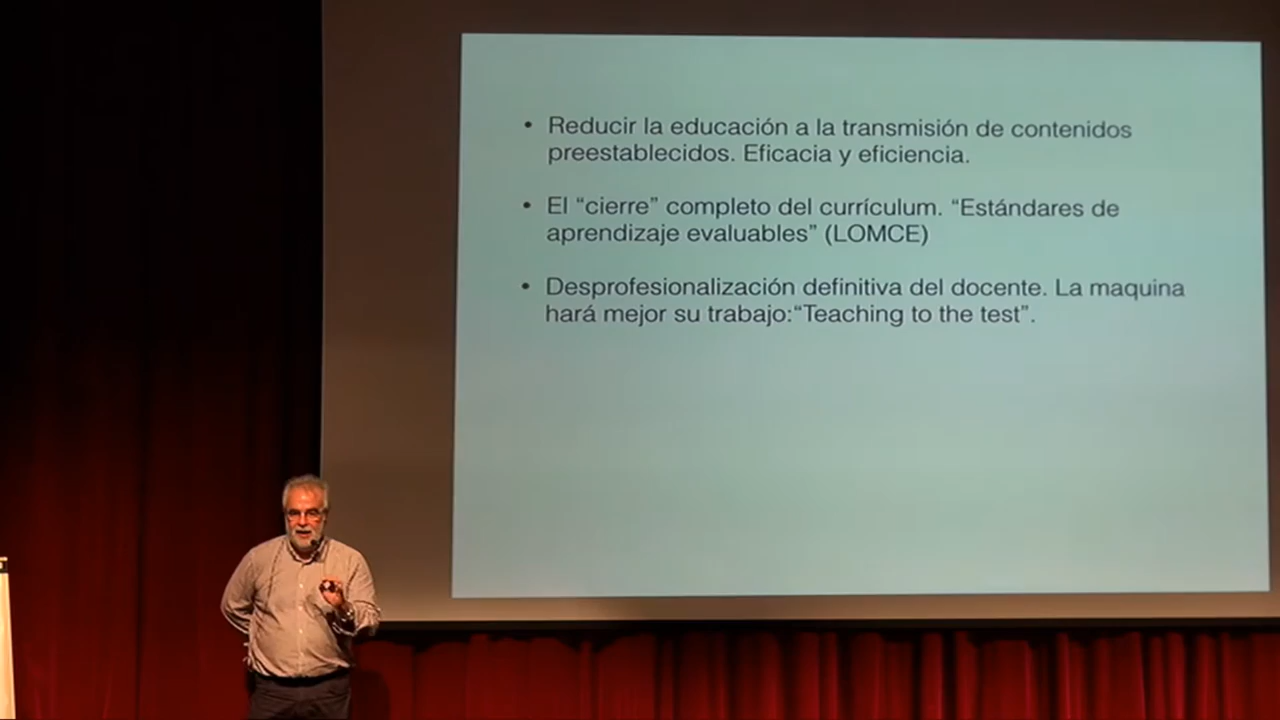 • Reducir la educación a la transmisión de contenidos
preestablecidos. Eficacia y eficiencia.
• El “cierre” completo del currículum. “Estándares de
aprendizaje evaluables” (LOMCE)
• Desprofesionalización definitiva del docente. La maquina
hará mejor su trabajo:“Teaching to the test”.